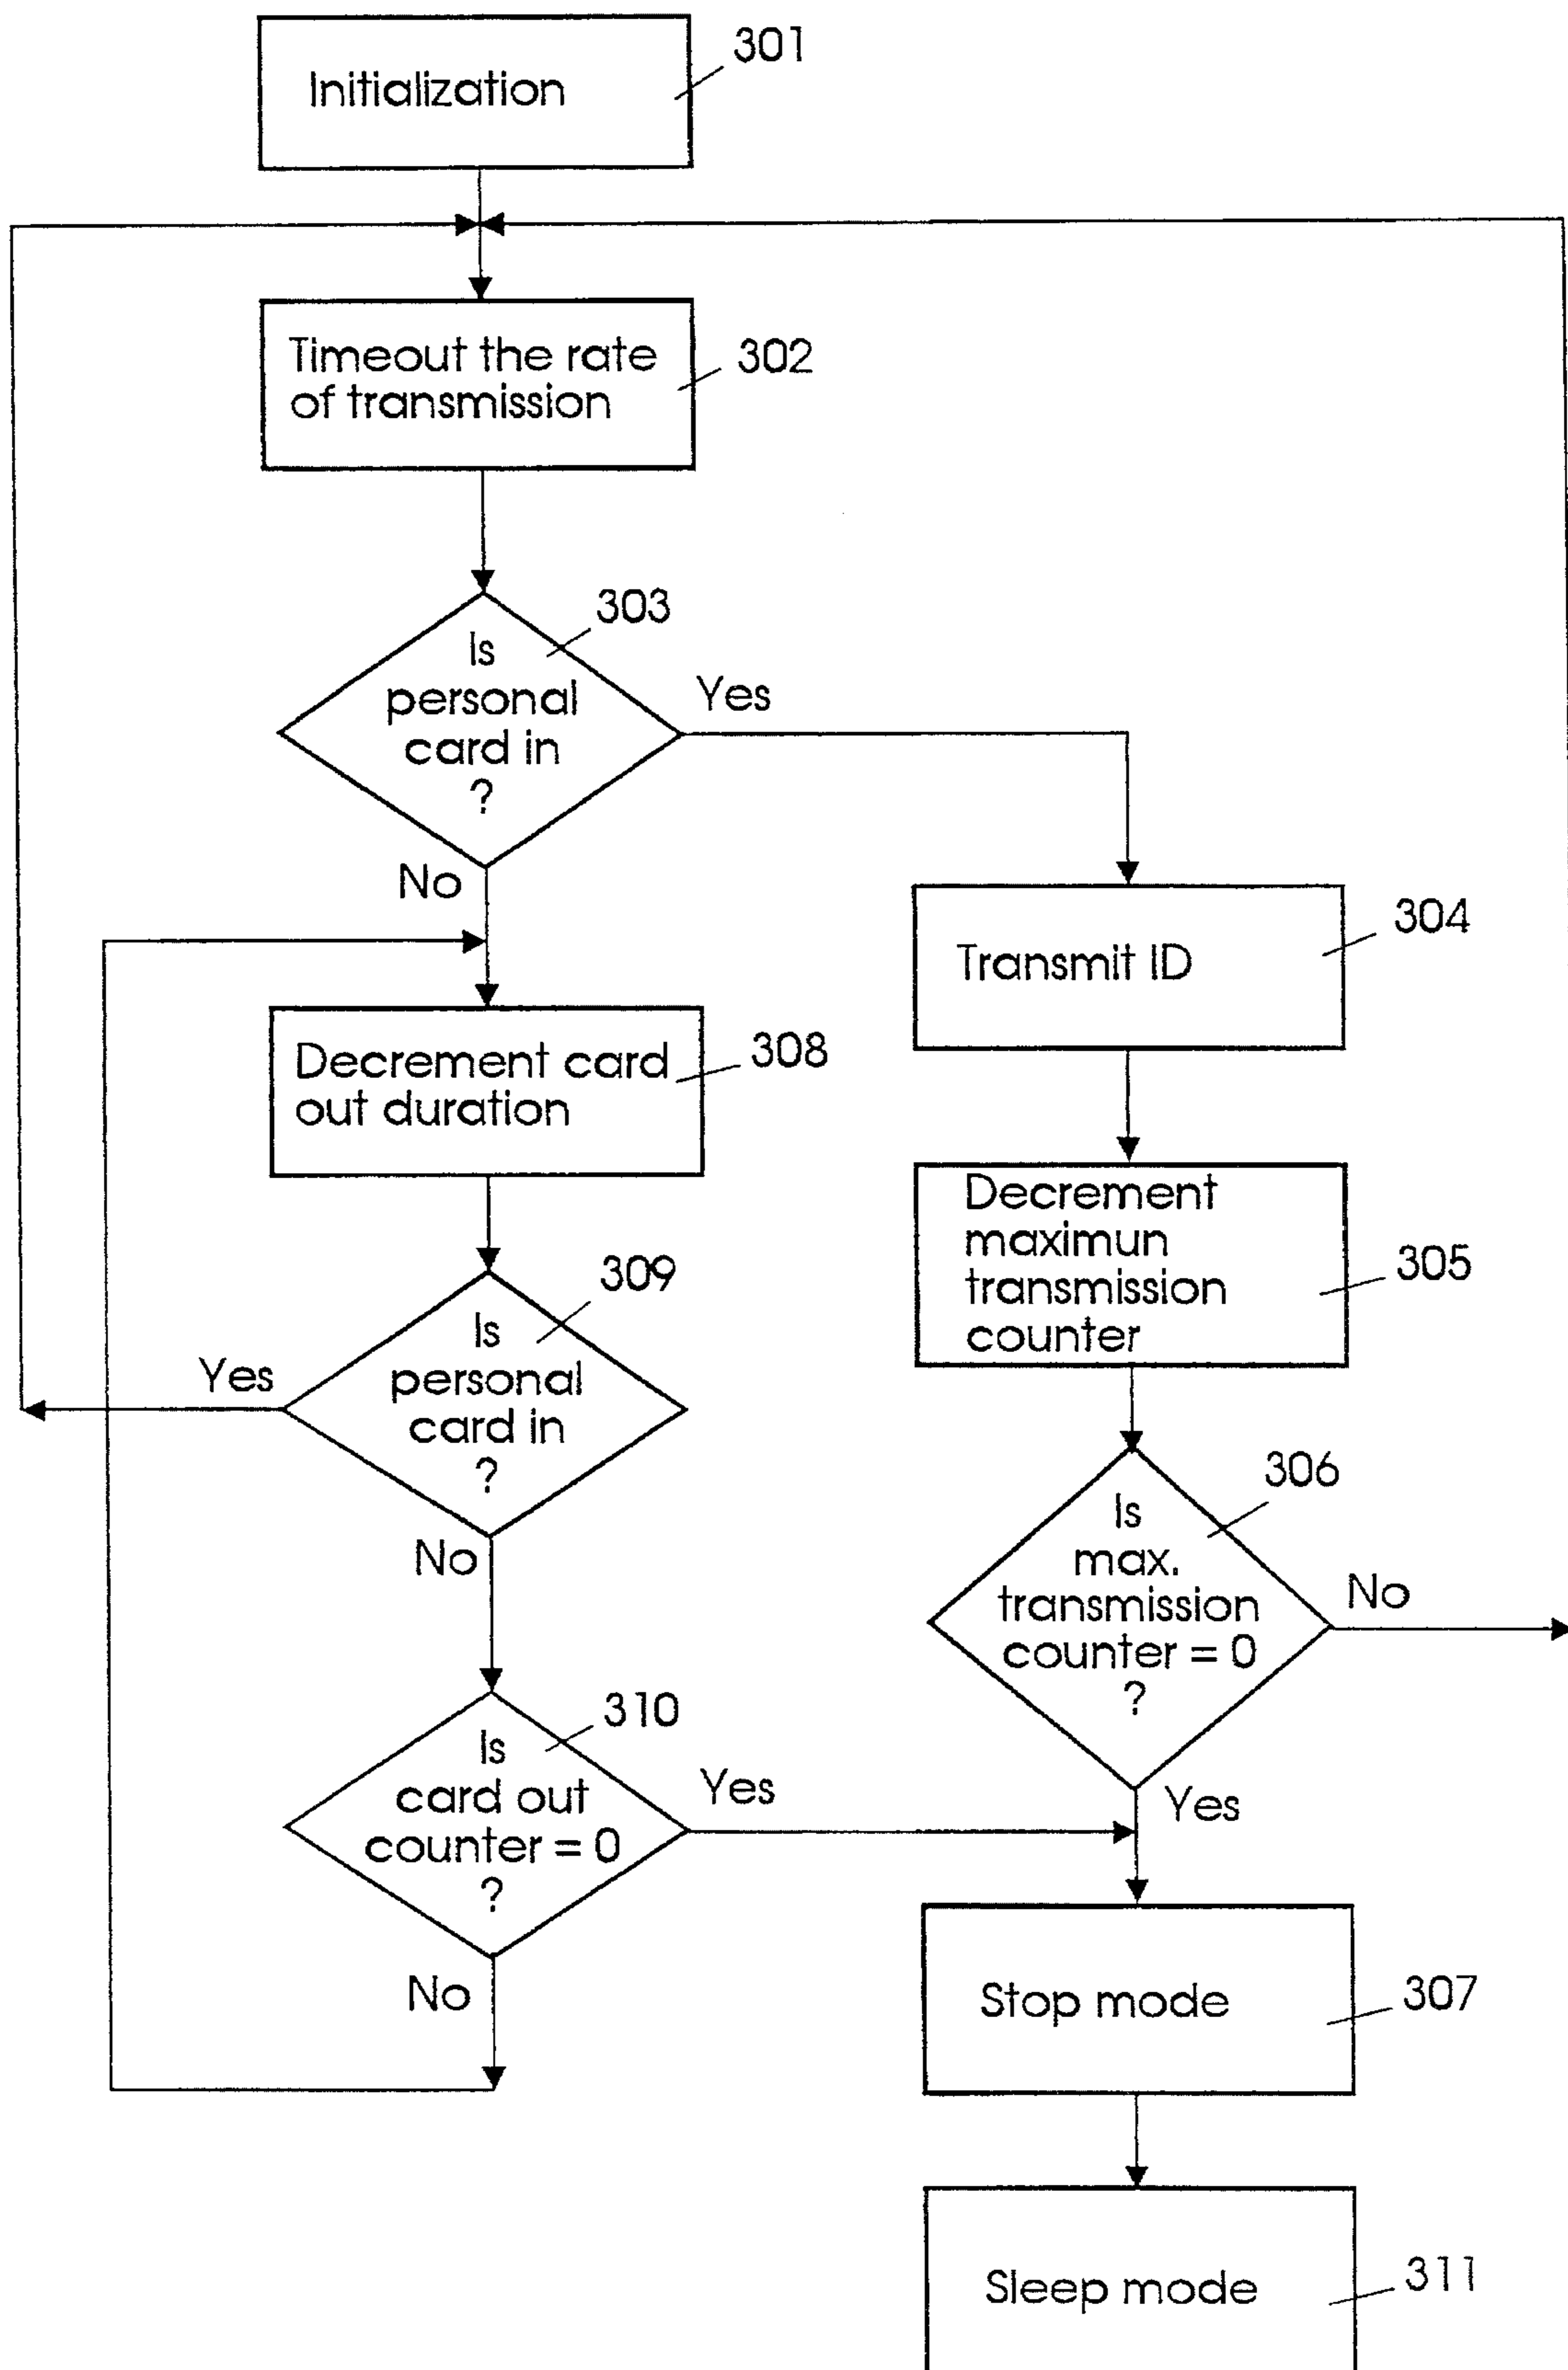 Initialization
301
Timeout the rate
of transmission
302
303
Is
personal
card in
?
Yes
No
304
Transmit ID
Decrement card
out duration
308
Decrement
maximun
transmission
counter
305
309
Is
personal
card in
?
Yes
No
306
Is
max.
transmission
counter = 0
?
No
Yes
310
Is
card out
counter = 0
?
Yes
No
Stop mode
307
Sleep mode
311